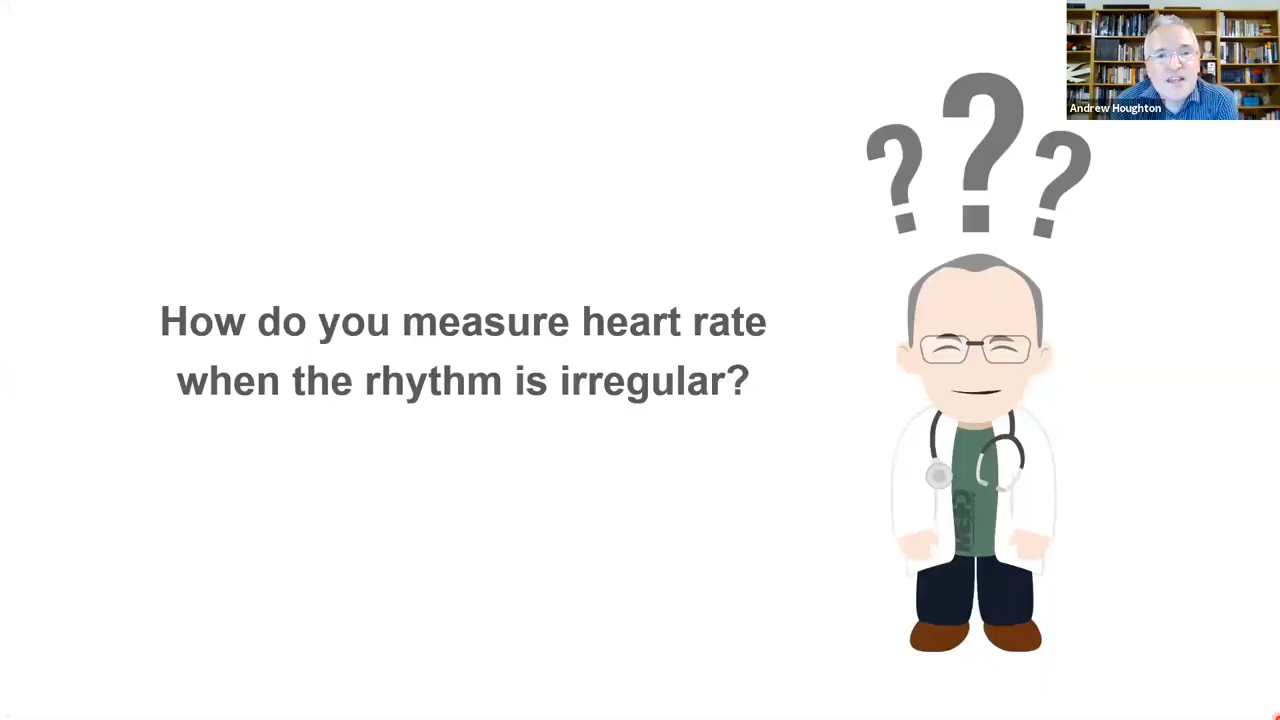 Andrew Houghton
? ? ?
How do you measure heart rate
when the rhythm is irregular?